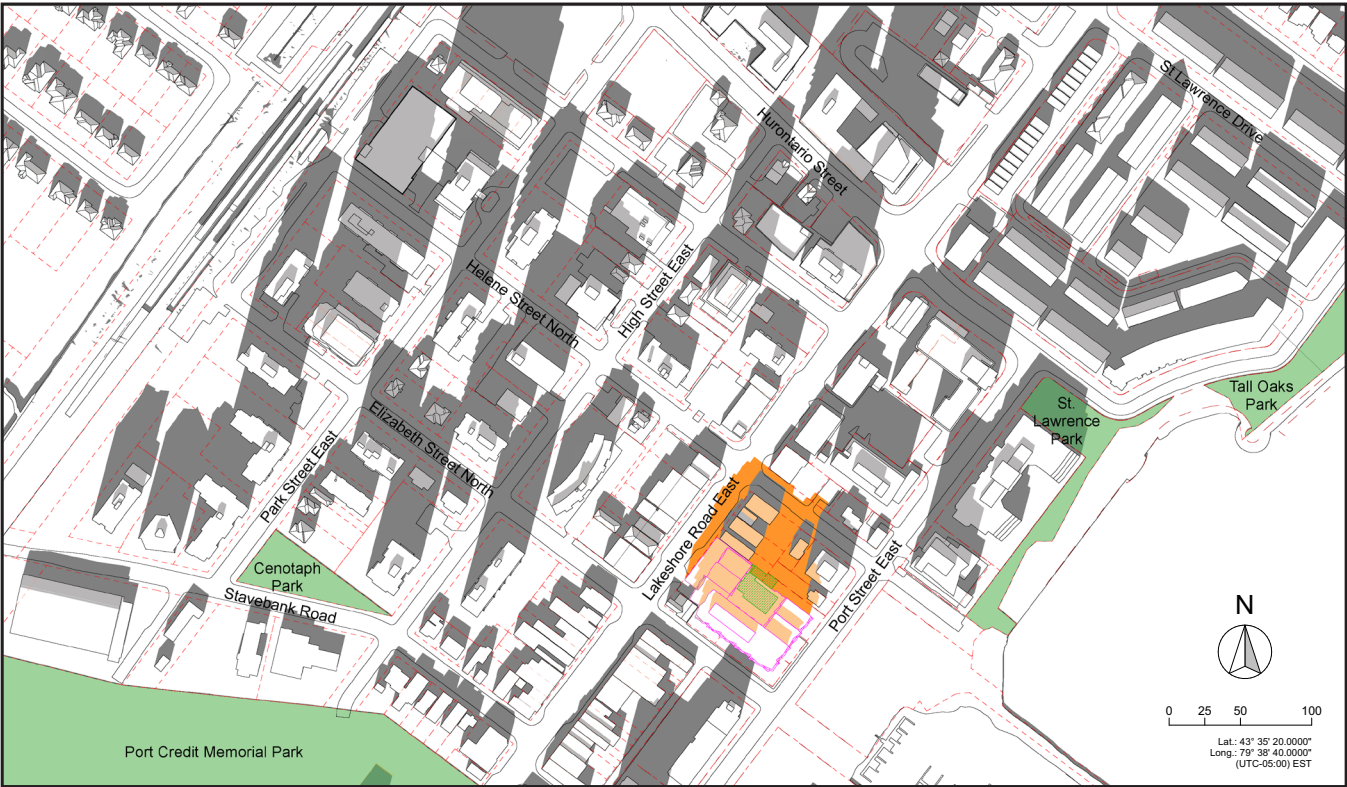 St Lawrence Drive
Hurontario Street
High Street East
Helene Street North
Tall Oaks
Park
St.
Lawrence
Park
Elizabeth Street North
Park Street East
Lakeshore Road East
Port Street East
Cenotaph
Park
Stavebank Road
Port Credit Memorial Park
N
0 25 50 100
Lat.: 43° 35' 20.0000"
Long.: 79° 38' 40.0000"
(UTC-05:00) EST